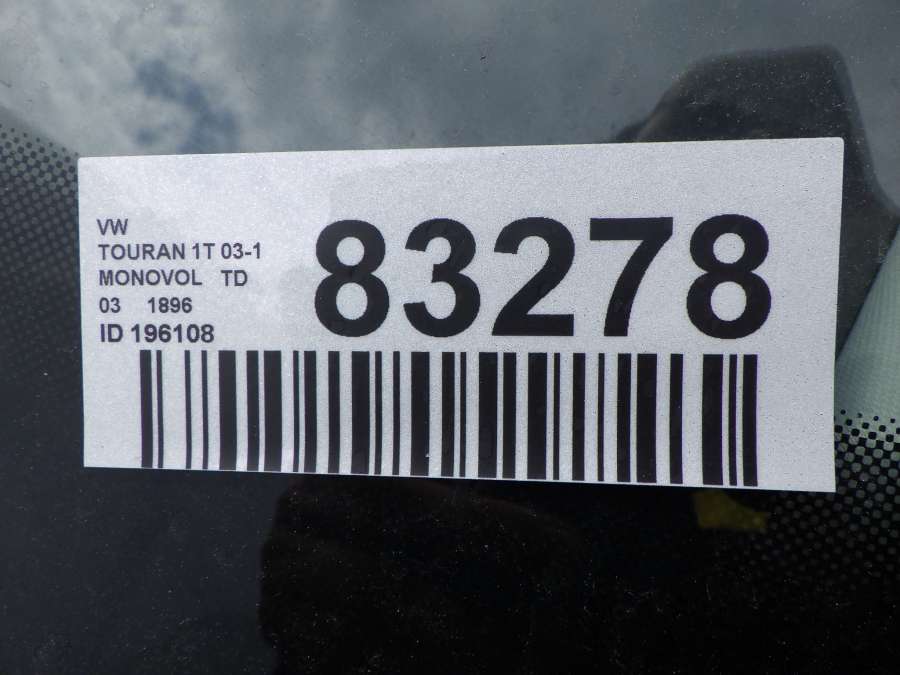 VW
TOURAN 1T 03-1
MONOVOL TD
03 1896
ID 196108
83278